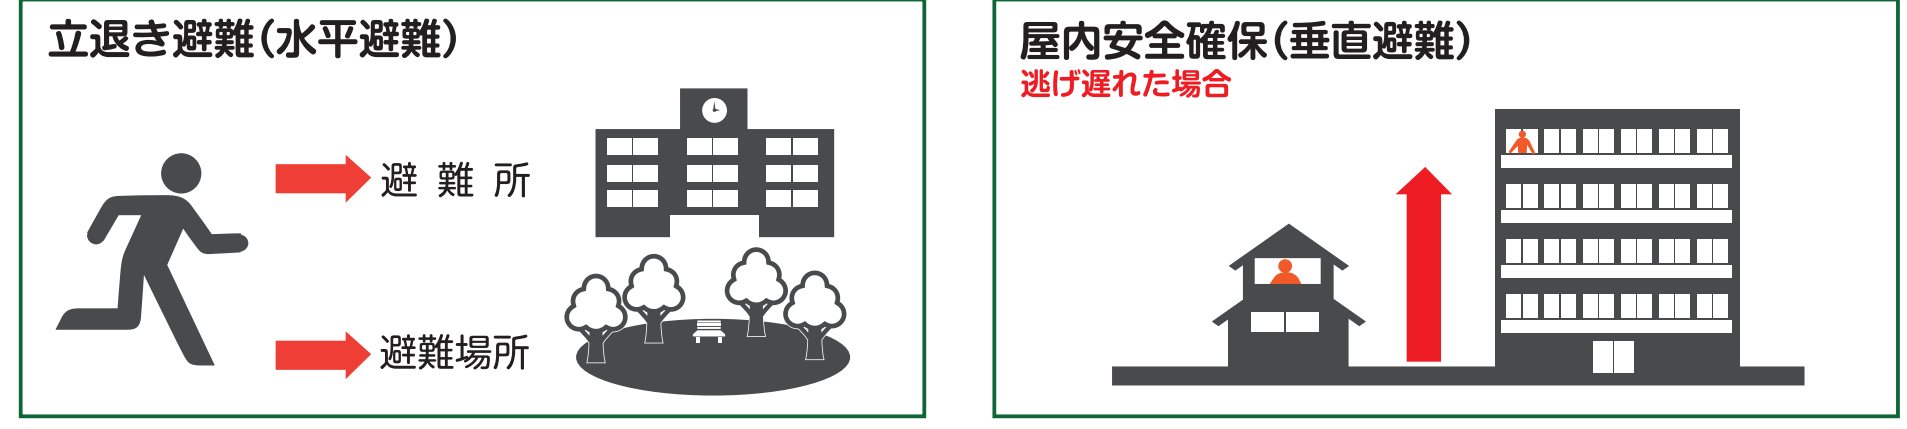 立退き避難(水平避難)
避難所
避難場所
屋内安全確保(垂直避難)
逃げ遅れた場合